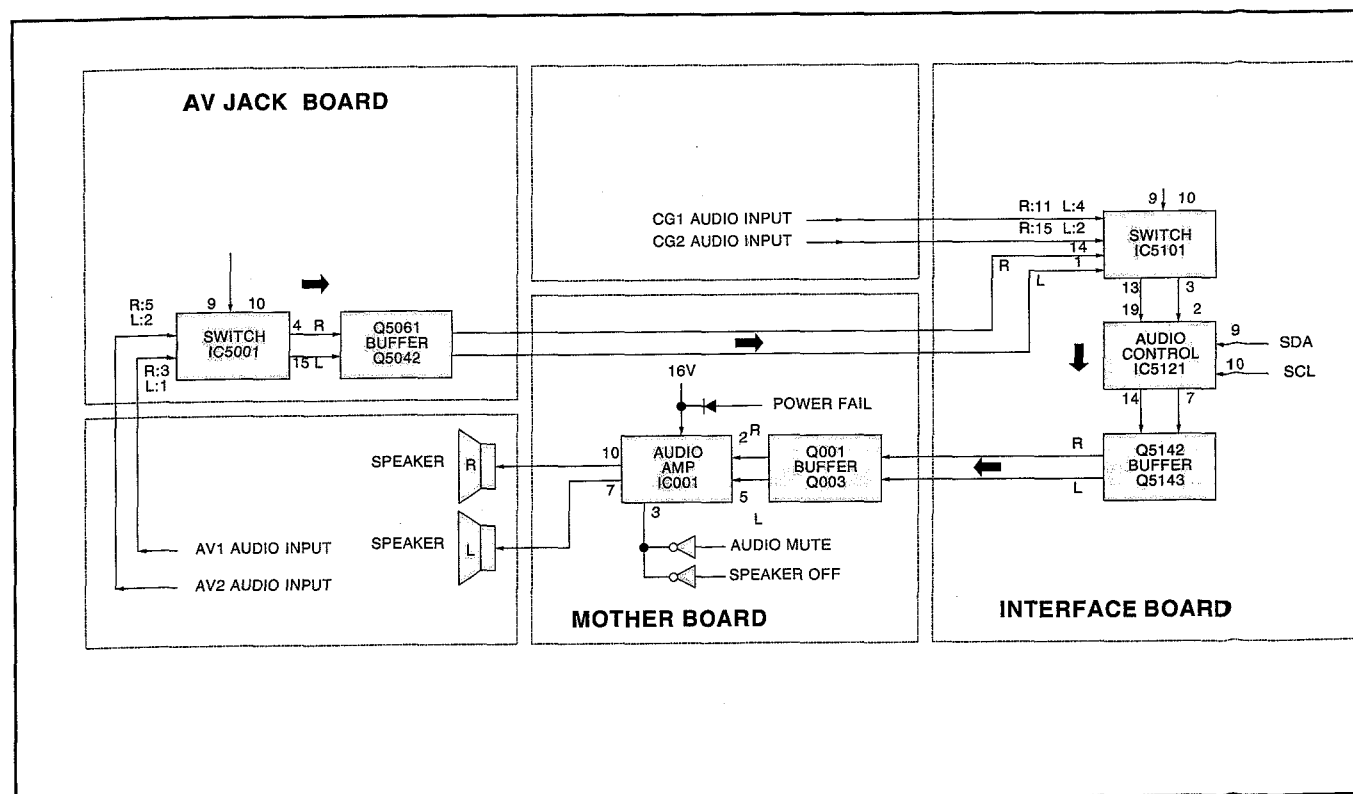 AV JACK BOARD
R:5
L:2
9 10
SWITCH
IC5001
4 R
15 L
R:3
L:1
Q5061
BUFFER
Q5042
CG1 AUDIO INPUT
CG2 AUDIO INPUT
R:11 L:4
R:15 L:2
14
R
1
L
9 10
SWITCH
IC5101
13 3
19 2
AUDIO
CONTROL
IC5121
9 SDA
10 SCL
14 7
Q5142
BUFFER
Q5143
R
L
INTERFACE BOARD
16V
POWER FAIL
2 R
5
L
Q001
BUFFER
Q003
AUDIO
AMP
IC001
10
7
3
AUDIO MUTE
SPEAKER OFF
MOTHER BOARD
SPEAKER R
SPEAKER L
AV1 AUDIO INPUT
AV2 AUDIO INPUT